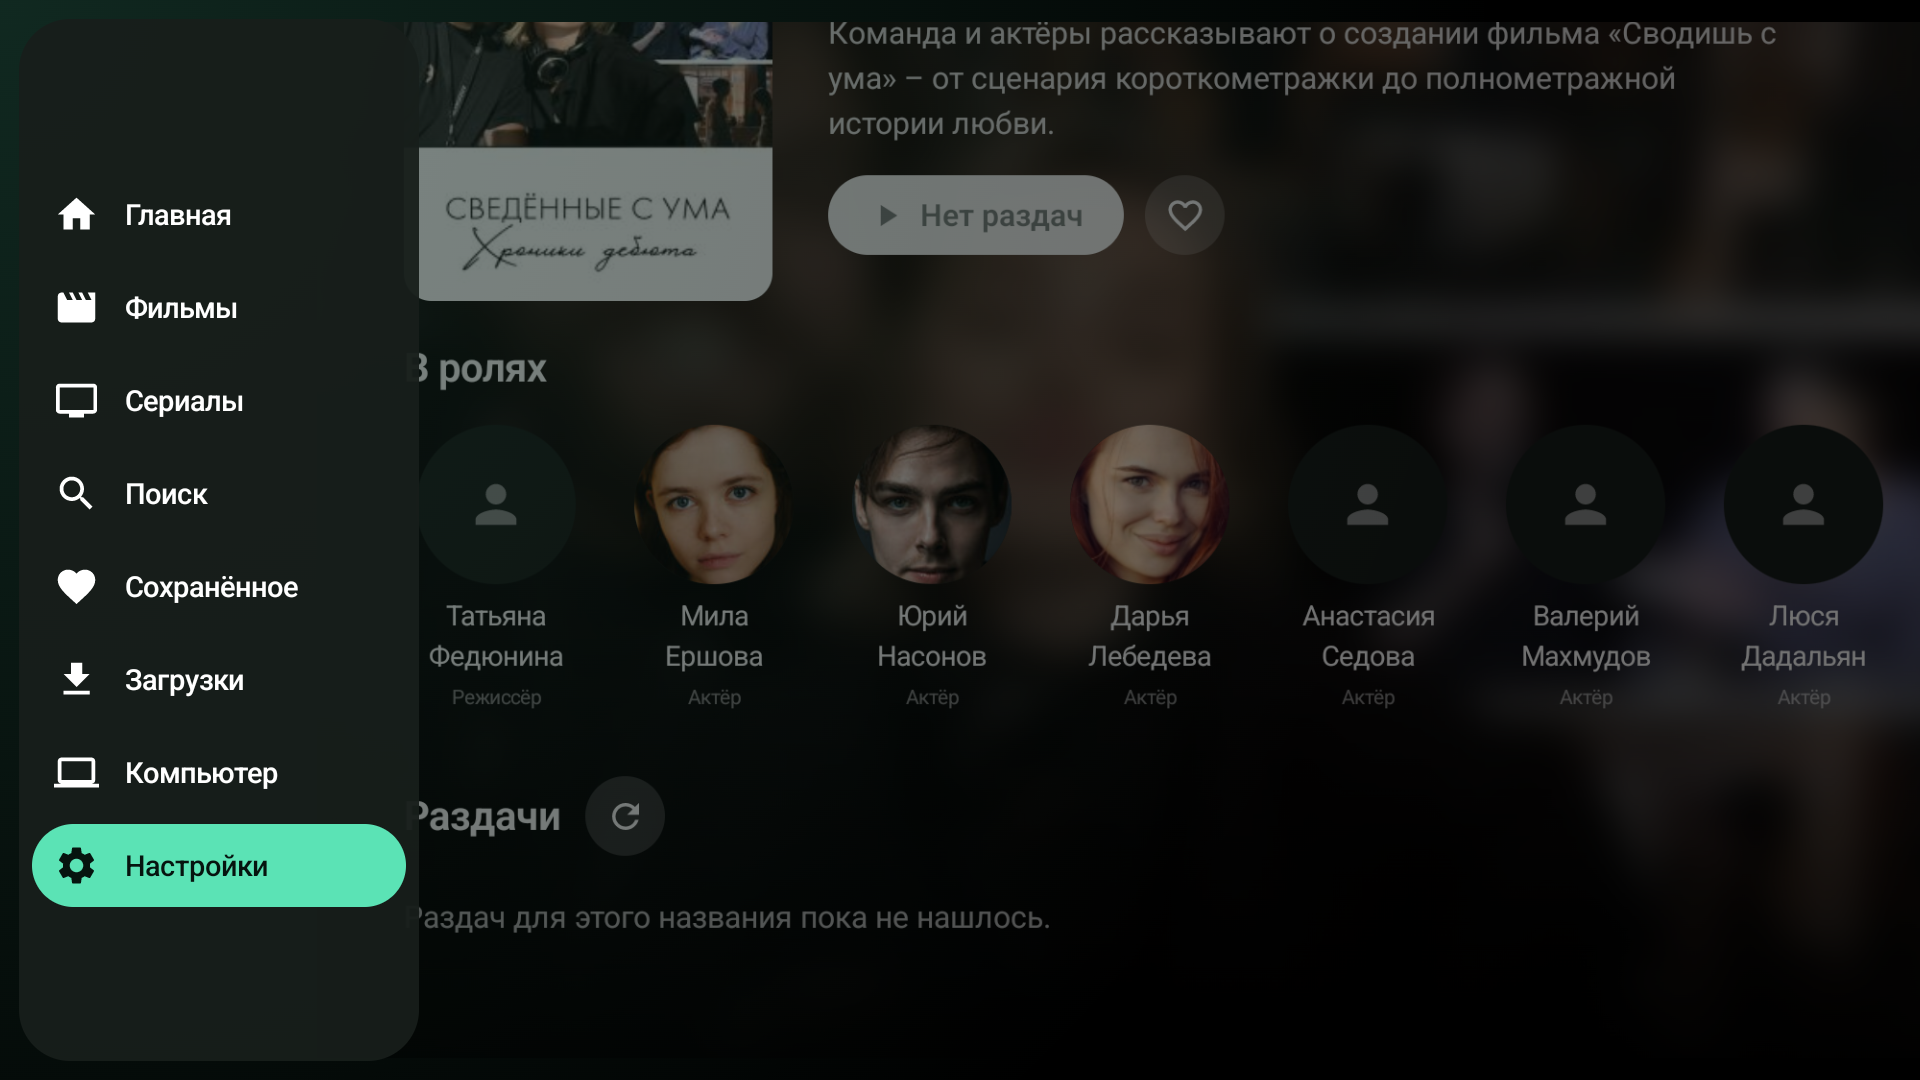 Главная
Фильмы
Сериалы
Поиск
Сохранённое
Загрузки
Компьютер
Настройки
Команда и актёры рассказывают о создании фильма «Сводишь с
ума» – от сценария короткометражки до полнометражной
истории любви.
Нет раздач
СВЕДЁННЫЕ С УМА
Хроники дебюта
В ролях
Татьяна
Федюнина
Режиссёр
Мила
Ершова
Актёр
Юрий
Насонов
Актёр
Дарья
Лебедева
Актёр
Анастасия
Седова
Актёр
Валерий
Махмудов
Актёр
Люся
Дадальян
Актёр
Раздачи
Раздач для этого названия пока не нашлось.